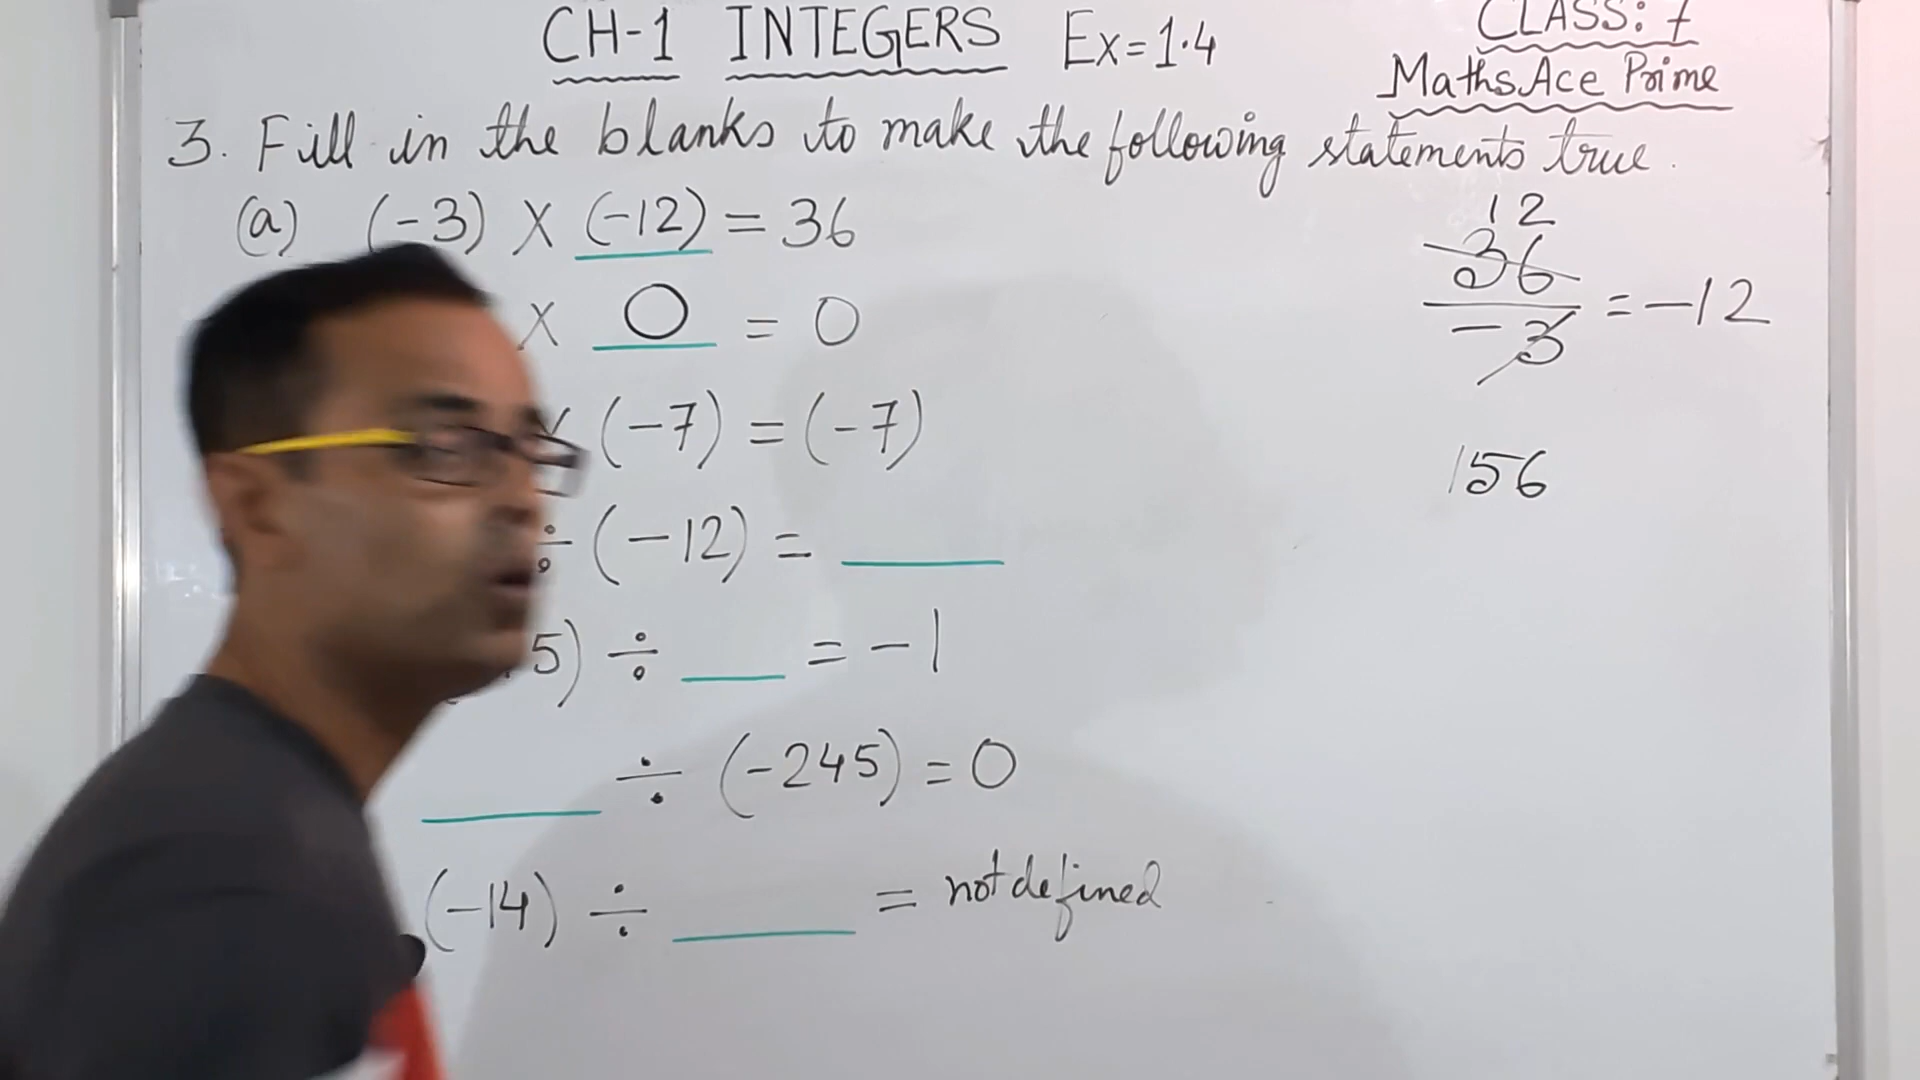 CH-1 INTEGERS Ex=1.4
CLASS: 7
Maths Ace Prime
3. Fill in the blanks to make the following statements true.
(a) (-3) × (-12) = 36
× 0 = 0
(-7) = (-7)
÷ (-12) =
5) ÷ = -1
÷ (-245) = 0
(-14) ÷ = not defined
12
36
-3
= -12
156